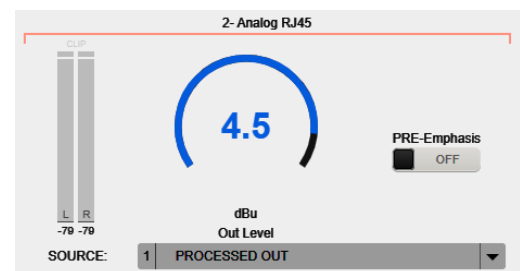 2- Analog RJ45
CLIP
4.5
PRE-Emphasis
OFF
L R
-79 -79
dBu
Out Level
SOURCE: 1 PROCESSED OUT